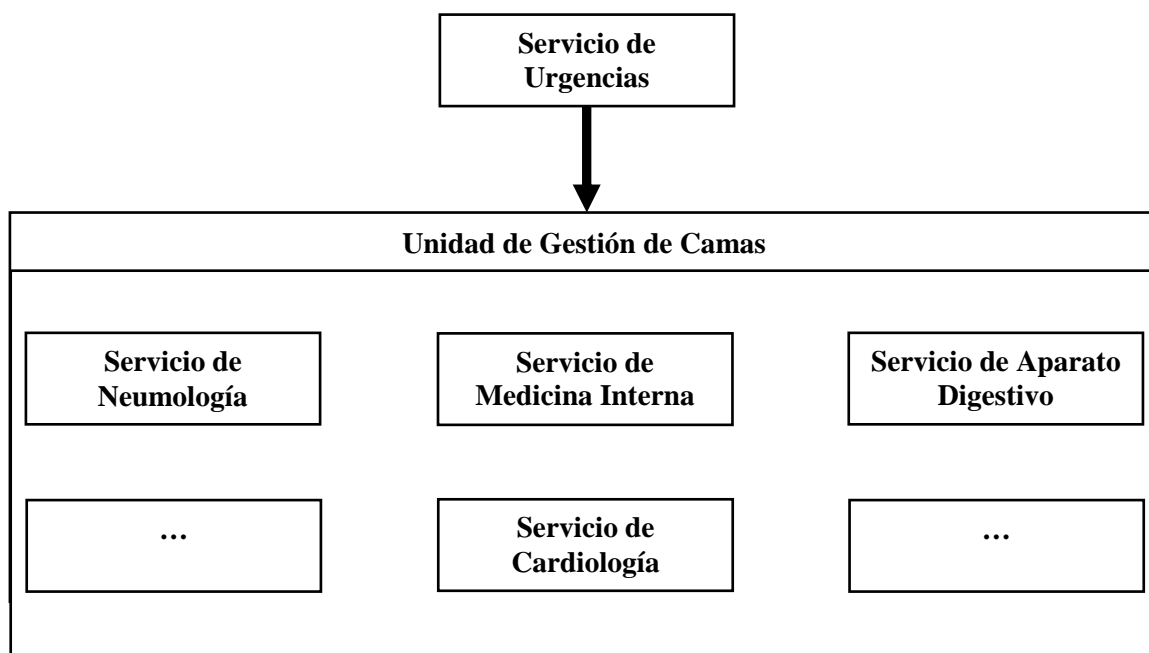 Servicio de
Urgencias
Unidad de Gestión de Camas
Servicio de
Neumología
Servicio de
Medicina Interna
Servicio de Aparato
Digestivo
…
Servicio de
Cardiología
…